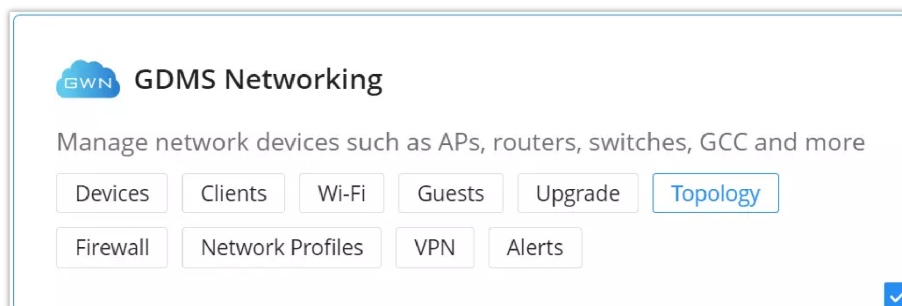 GWN GDMS Networking
Manage network devices such as APs, routers, switches, GCC and more
Devices Clients Wi-Fi Guests Upgrade Topology
Firewall Network Profiles VPN Alerts